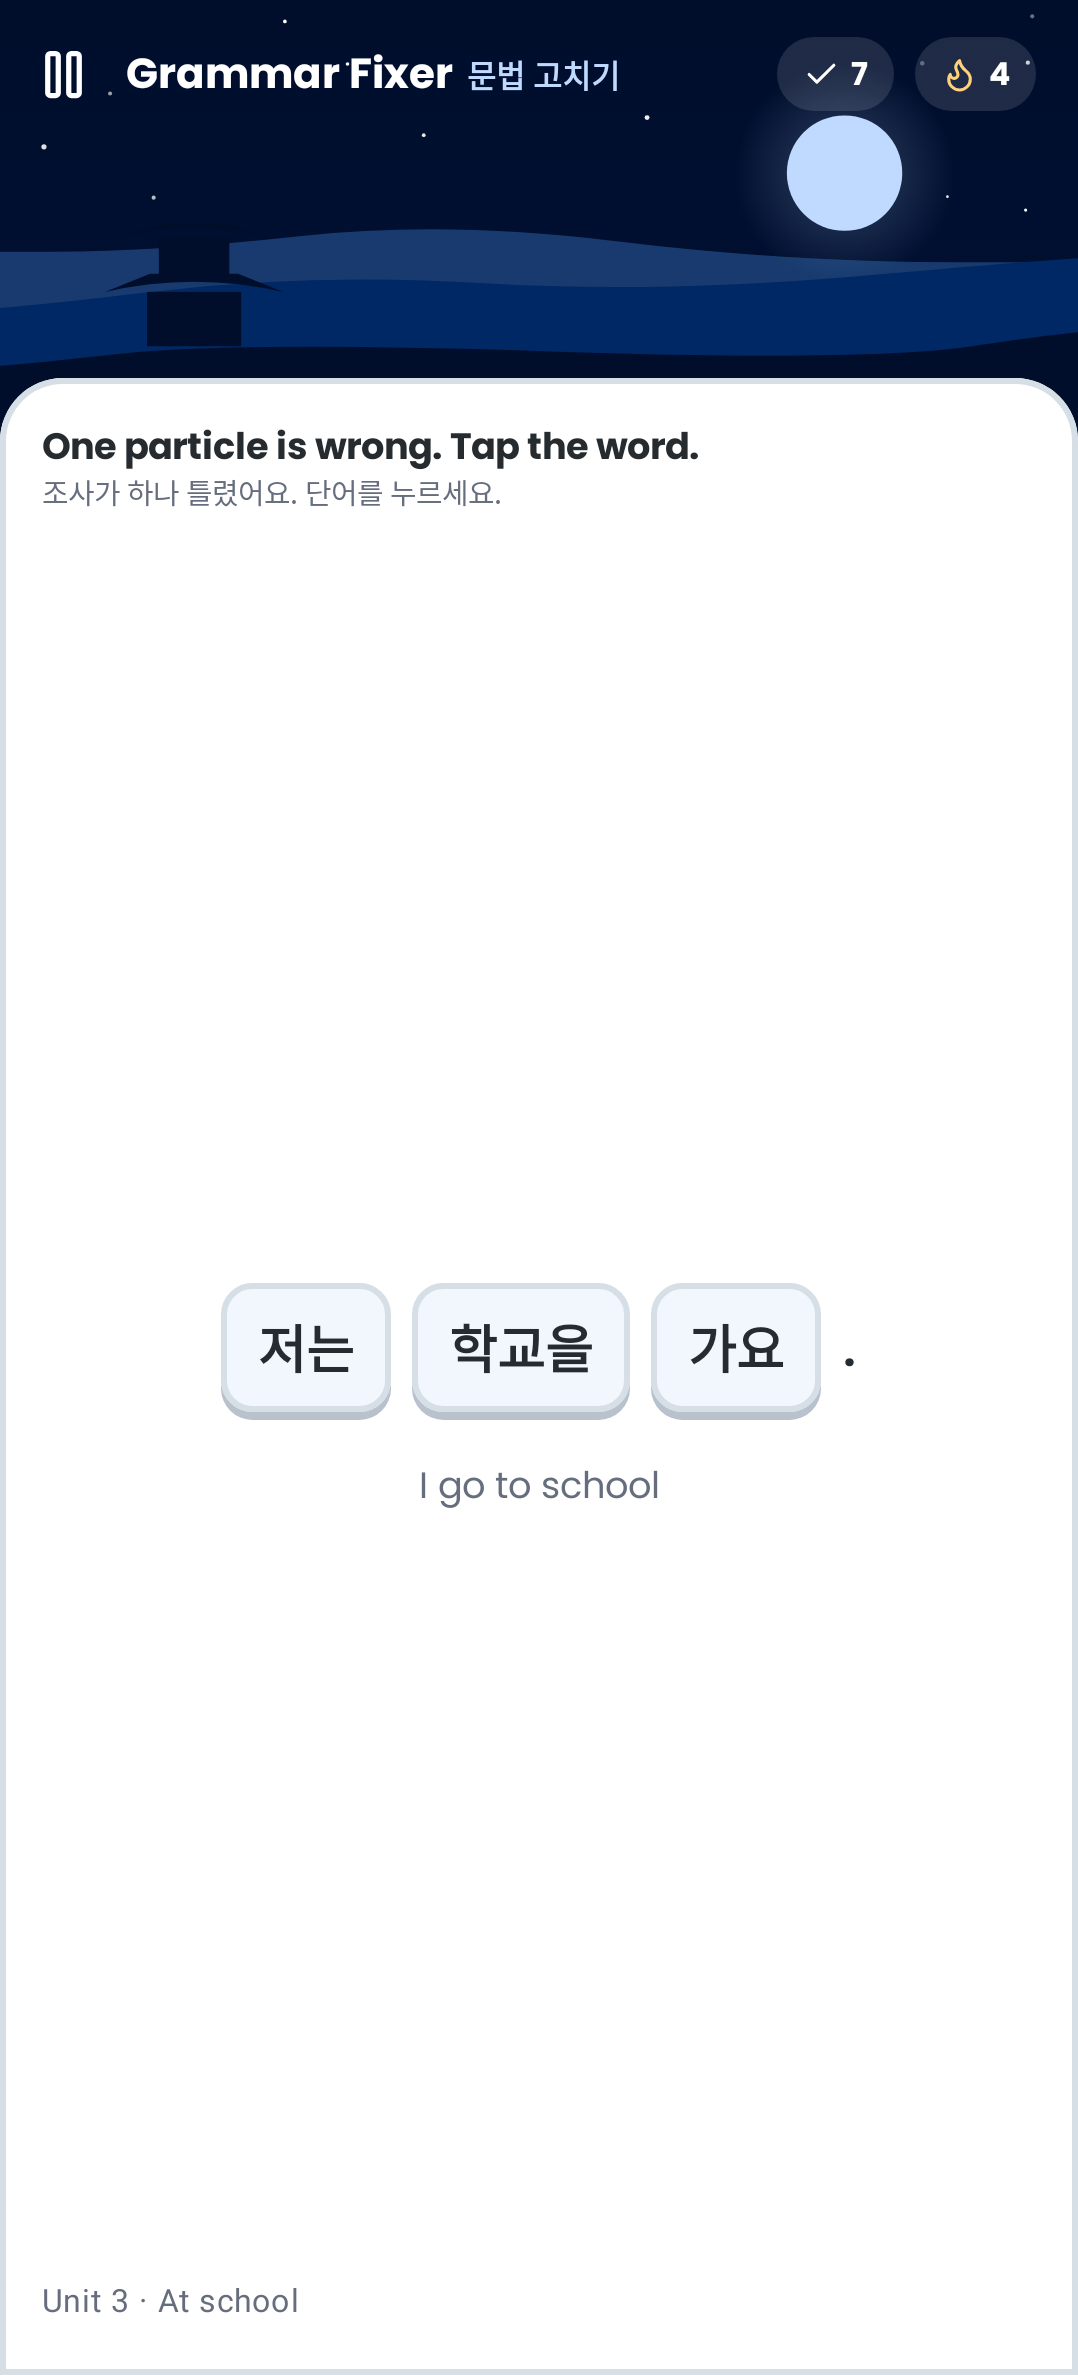 Grammar Fixer 문법 고치기 7 4
One particle is wrong. Tap the word.
조사가 하나 틀렸어요. 단어를 누르세요.
저는 학교을 가요 .
I go to school
Unit 3 · At school